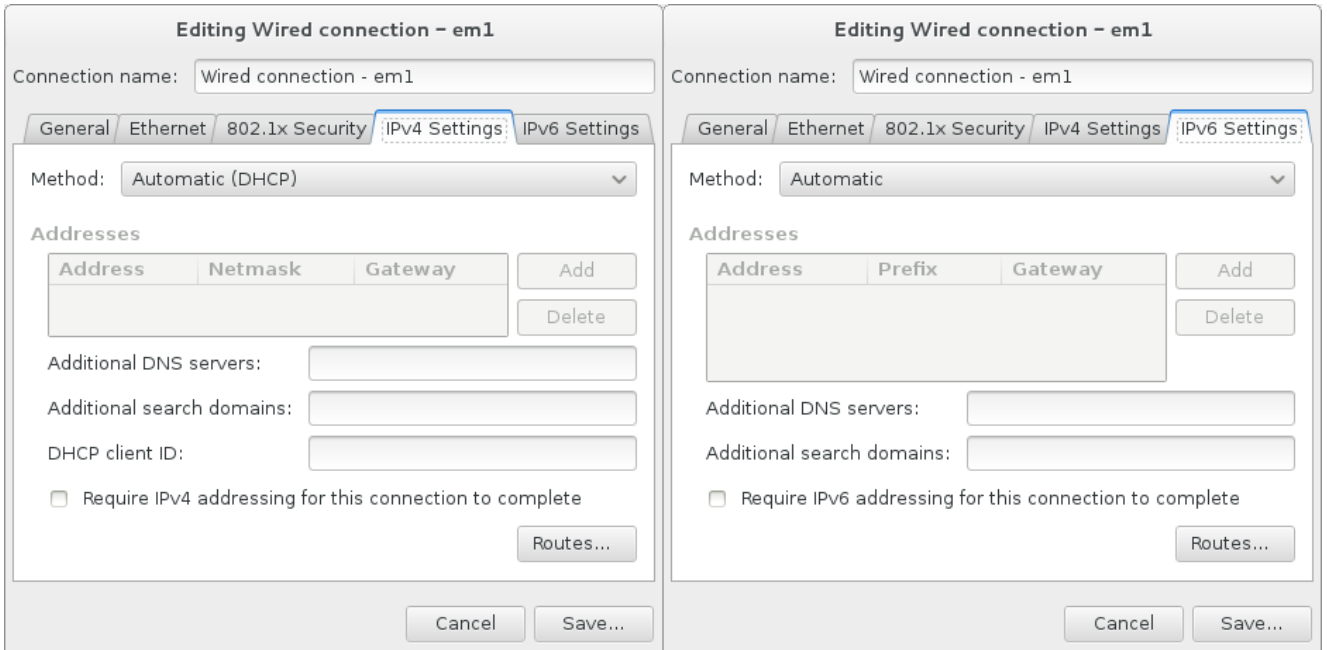 Editing Wired connection – em1
Connection name: Wired connection - em1
General Ethernet 802.1x Security IPv4 Settings IPv6 Settings
Method: Automatic (DHCP)
Addresses
Address Netmask Gateway Add
Delete
Additional DNS servers:
Additional search domains:
DHCP client ID:
Require IPv4 addressing for this connection to complete
Routes...
Cancel Save...
Editing Wired connection – em1
Connection name: Wired connection - em1
General Ethernet 802.1x Security IPv4 Settings IPv6 Settings
Method: Automatic
Addresses
Address Prefix Gateway Add
Delete
Additional DNS servers:
Additional search domains:
Require IPv6 addressing for this connection to complete
Routes...
Cancel Save...